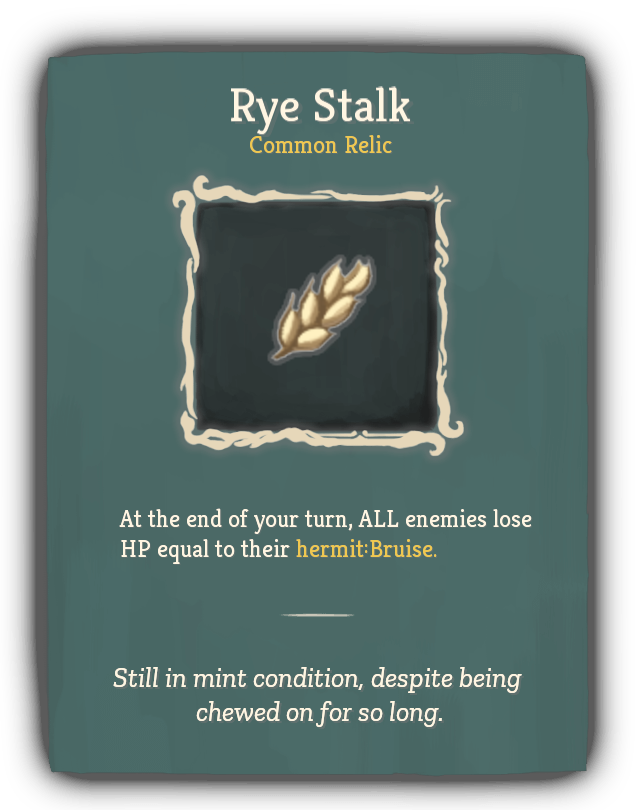 Rye Stalk
Common Relic
At the end of your turn, ALL enemies lose
HP equal to their hermit:Bruise.
Still in mint condition, despite being
chewed on for so long.